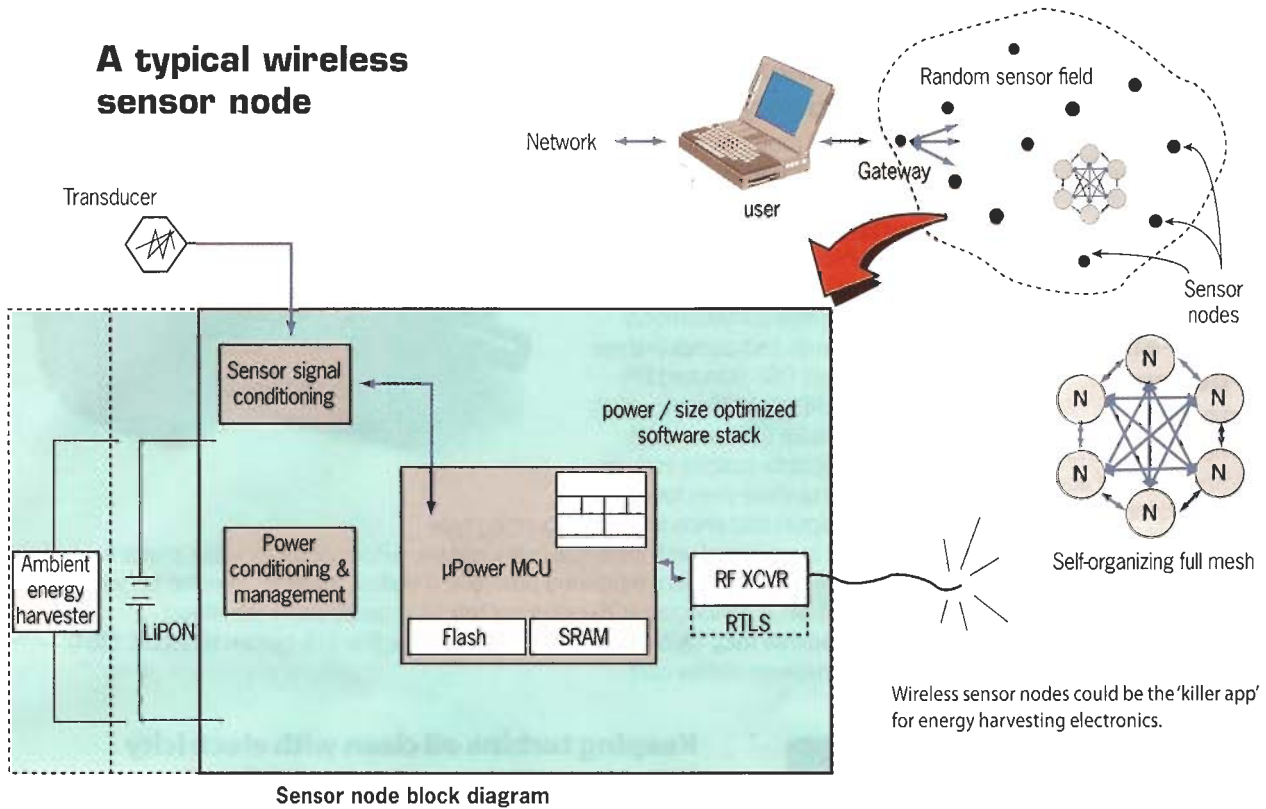 A typical wireless
sensor node
Network
user
Gateway
Random sensor field
Sensor
nodes
Transducer
Sensor signal
conditioning
power / size optimized
software stack
N
N
N
N
N
N
Self-organizing full mesh
Ambient
energy
harvester
LiPON
Power
conditioning &
management
µPower MCU
Flash
SRAM
RF XCVR
RTLS
Wireless sensor nodes could be the 'killer app'
for energy harvesting electronics.
Keeping turbine oil clean with electricity
Sensor node block diagram